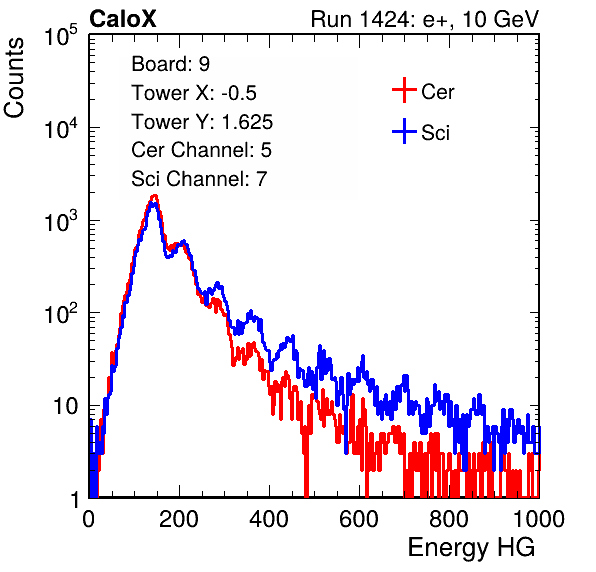 CaloX Run 1424: e+, 10 GeV
Counts
Board: 9
Tower X: -0.5
Tower Y: 1.625
Cer Channel: 5
Sci Channel: 7
Cer
Sci
10^5
10^4
10^3
10^2
10
1
0 200 400 600 800 1000
Energy HG